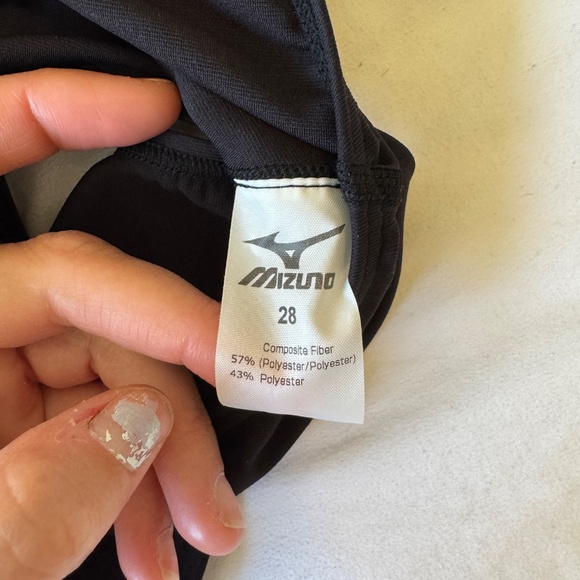 Mizuno
28
Composite Fiber
57% (Polyester/Polyester)
43% Polyester